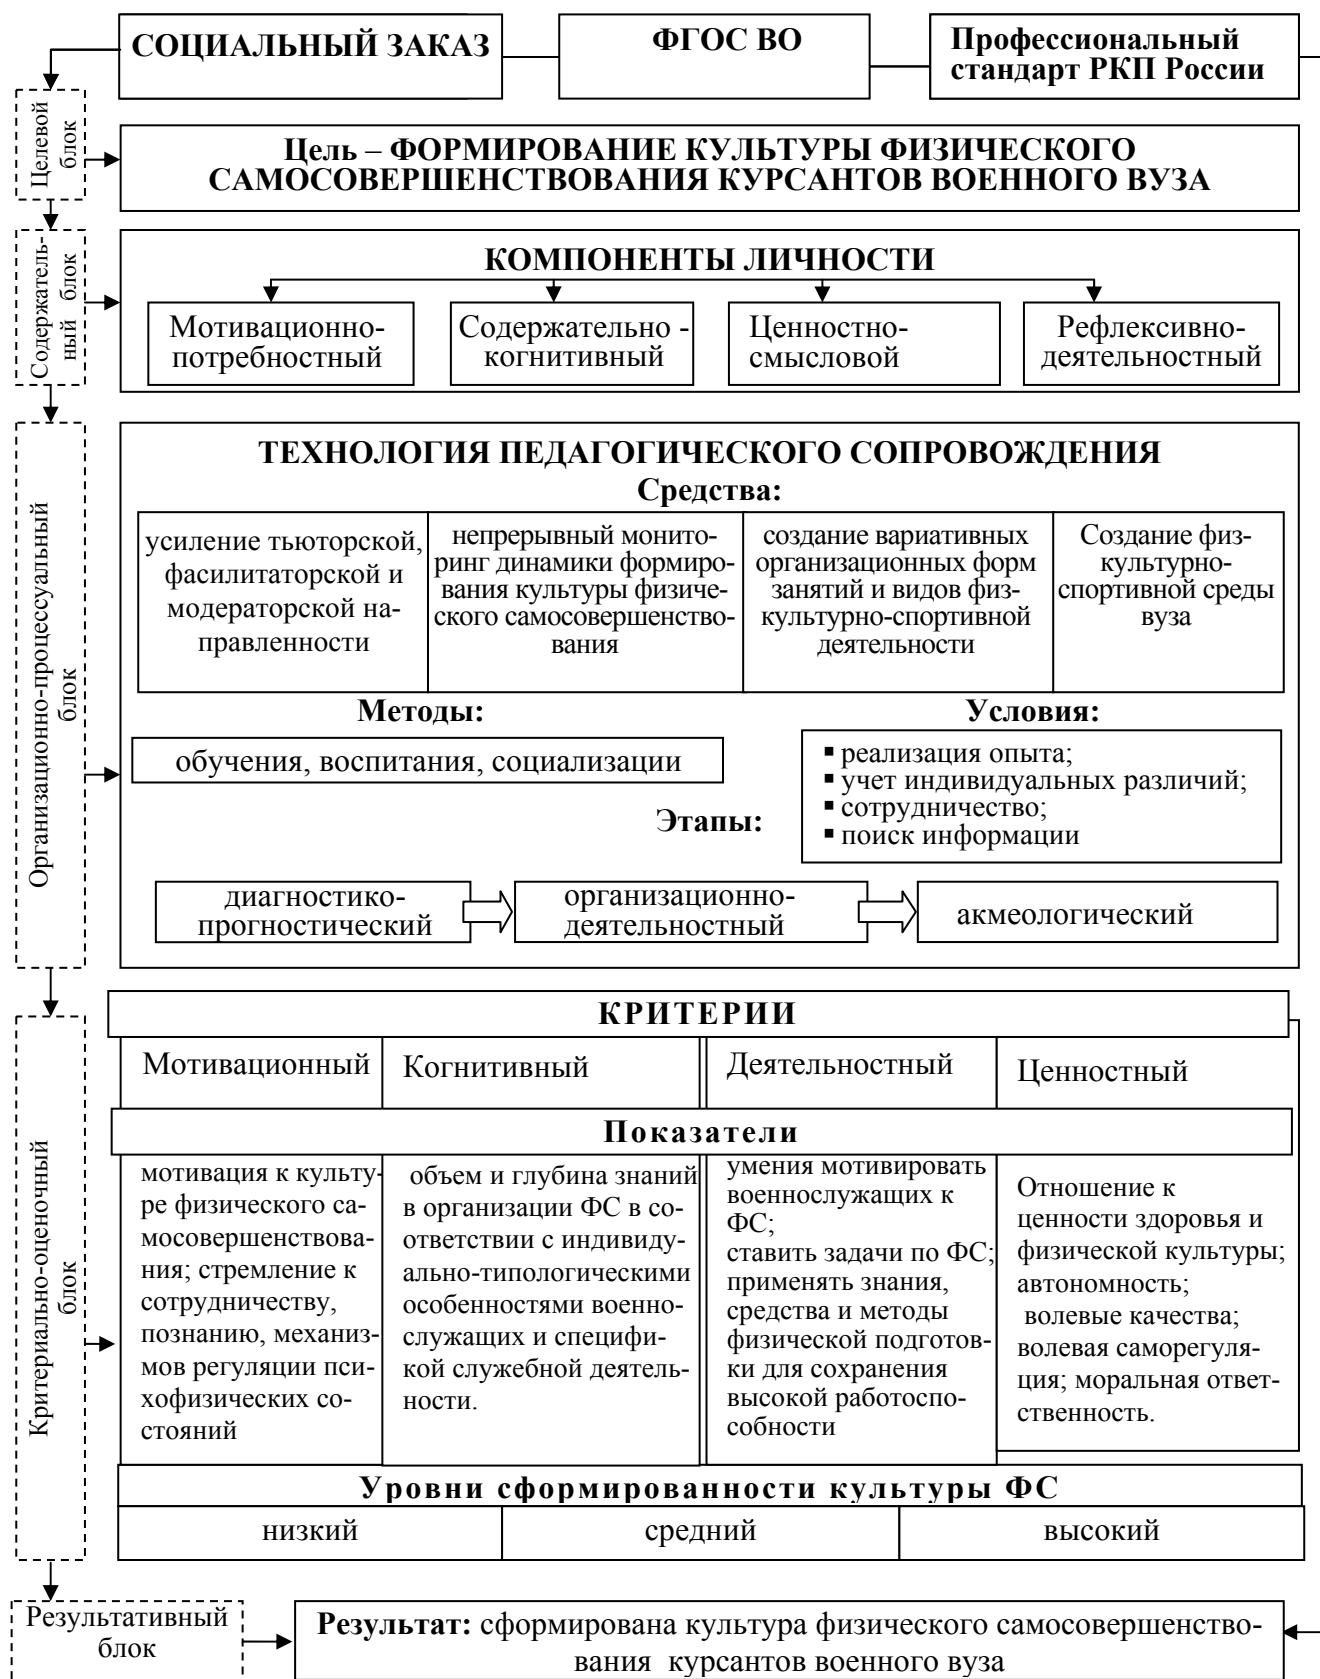 СОЦИАЛЬНЫЙ ЗАКАЗ
ФГОС ВО
Профессиональный
стандарт РКП России
Целевой
блок
Цель – ФОРМИРОВАНИЕ КУЛЬТУРЫ ФИЗИЧЕСКОГО
САМОСОВЕРШЕНСТВОВАНИЯ КУРСАНТОВ ВОЕННОГО ВУЗА
Содержатель-
ный блок
КОМПОНЕНТЫ ЛИЧНОСТИ
Мотивационно-
потребностный
Содержательно -
когнитивный
Ценностно-
смысловой
Рефлексивно-
деятельностный
Организационно-процессуальный
блок
ТЕХНОЛОГИЯ ПЕДАГОГИЧЕСКОГО СОПРОВОЖДЕНИЯ
Средства:
усиление тьюторской,
фасилитаторской и
модераторской на-
правленности
непрерывный монито-
ринг динамики формиро-
вания культуры физиче-
ского самосовершенство-
вания
создание вариативных
организационных форм
занятий и видов физ-
культурно-спортивной
деятельности
Создание физ-
культурно-
спортивной среды
вуза
Методы:
обучения, воспитания, социализации
Условия:
▪ реализация опыта;
▪ учет индивидуальных различий;
▪ сотрудничество;
▪ поиск информации
Этапы:
диагностико-
прогностический
организационно-
деятельностный
акмеологический
Критериально-оценочный
блок
КРИТЕРИИ
Мотивационный
Когнитивный
Деятельностный
Ценностный
Показатели
мотивация к культу-
ре физического са-
мосовершенствова-
ния; стремление к
сотрудничеству,
познанию, механиз-
мов регуляции пси-
хофизических со-
стояний
объем и глубина знаний
в организации ФС в со-
ответствии с индивиду-
ально-типологическими
особенностями военно-
служащих и специфи-
кой служебной деятель-
ности.
умения мотивировать
военнослужащих к
ФС;
ставить задачи по ФС;
применять знания,
средства и методы
физической подготов-
ки для сохранения
высокой работоспо-
собности
Отношение к
ценности здоровья и
физической культуры;
автономность;
волевые качества;
волевая саморегуля-
ция; моральная ответ-
ственность.
Уровни сформированности культуры ФС
низкий
средний
высокий
Результативный
блок
Результат: сформирована культура физического самосовершенство-
вания курсантов военного вуза